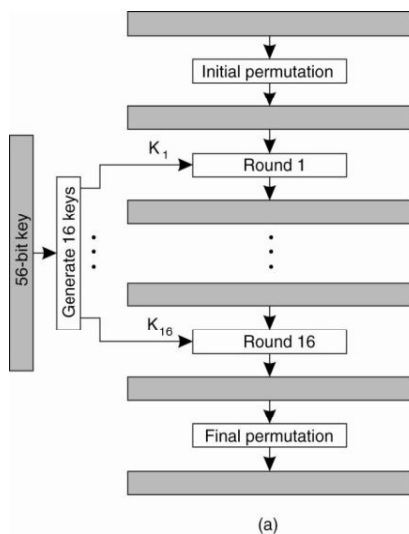 Initial permutation
K1
Round 1
56-bit key
Generate 16 keys
K16
Round 16
Final permutation
(a)